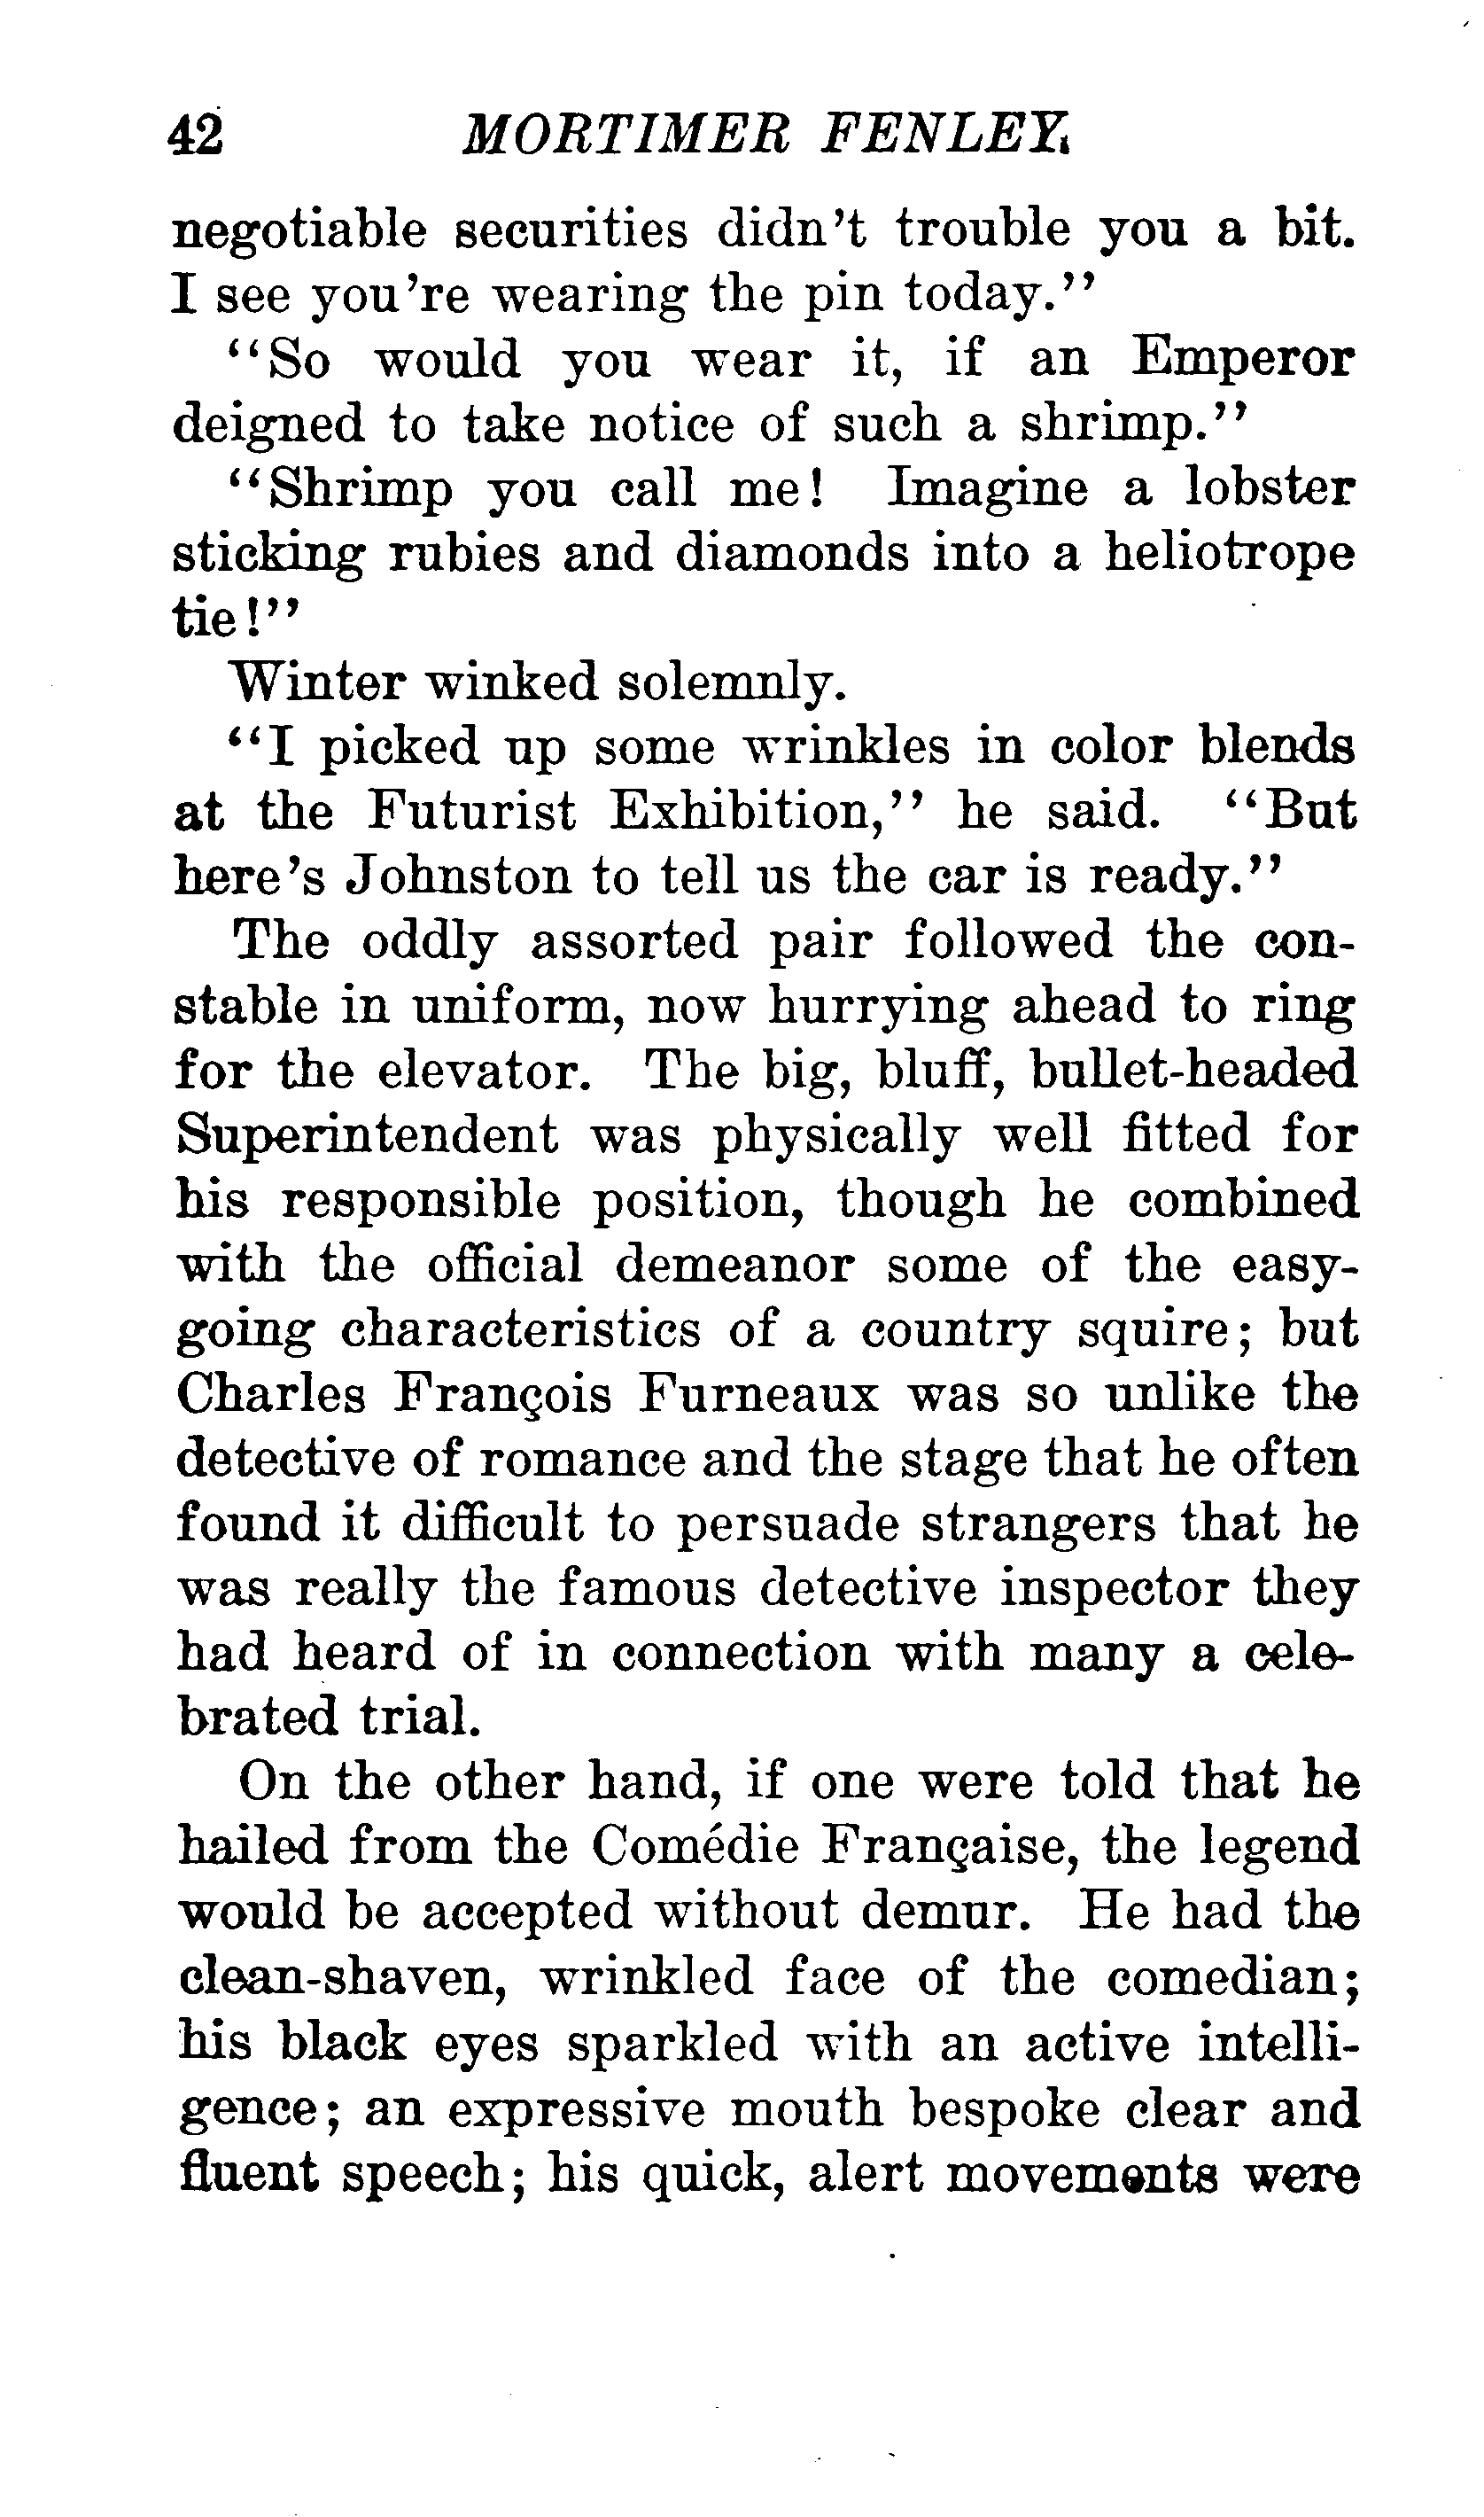 42 MORTIMER FENLEY
negotiable securities didn't trouble you a bit.
I see you're wearing the pin today."
"So would you wear it, if an Emperor
deigned to take notice of such a shrimp."
"Shrimp you call me! Imagine a lobster
sticking rubies and diamonds into a heliotrope
tie!"
Winter winked solemnly.
"I picked up some wrinkles in color blends
at the Futurist Exhibition," he said. "But
here's Johnston to tell us the car is ready."
The oddly assorted pair followed the con-
stable in uniform, now hurrying ahead to ring
for the elevator. The big, bluff, bullet-headed
Superintendent was physically well fitted for
his responsible position, though he combined
with the official demeanor some of the easy-
going characteristics of a country squire; but
Charles François Furneaux was so unlike the
detective of romance and the stage that he often
found it difficult to persuade strangers that he
was really the famous detective inspector they
had heard of in connection with many a cele-
brated trial.
On the other hand, if one were told that he
hailed from the Comédie Française, the legend
would be accepted without demur. He had the
clean-shaven, wrinkled face of the comedian;
his black eyes sparkled with an active intelli-
gence; an expressive mouth bespoke clear and
fluent speech; his quick, alert movements were